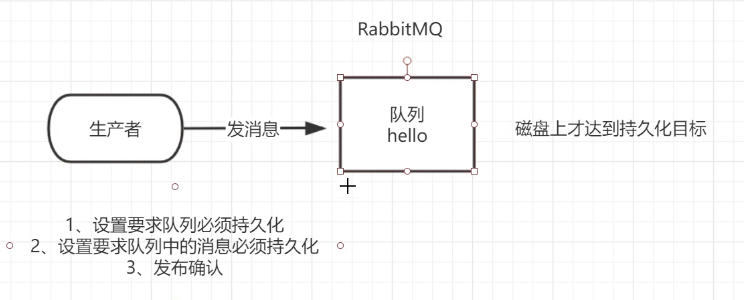 RabbitMQ
生产者
发消息
队列
hello
磁盘上才达到持久化目标
1、设置要求队列必须持久化
2、设置要求队列中的消息必须持久化
3、发布确认